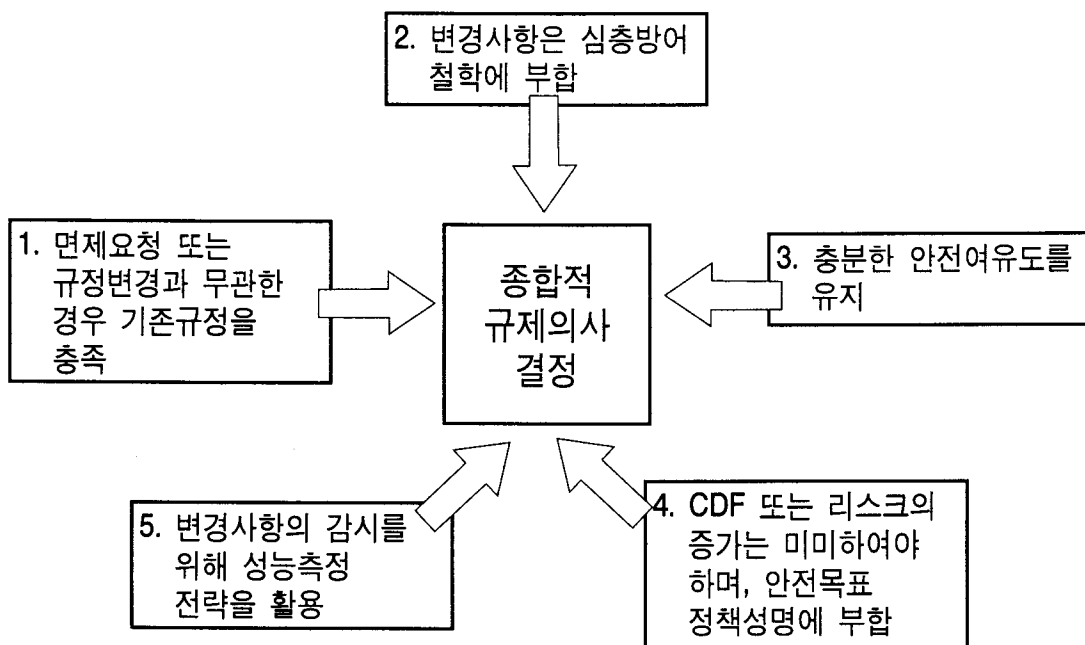 2. 변경사항은 심층방어
철학에 부합
1. 면제요청 또는
규정변경과 무관한
경우 기존규정을
충족
종합적
규제의사
결정
3. 충분한 안전여유도를
유지
5. 변경사항의 감시를
위해 성능측정
전략을 활용
4. CDF 또는 리스크의
증가는 미미하여야
하며, 안전목표
정책성명에 부합